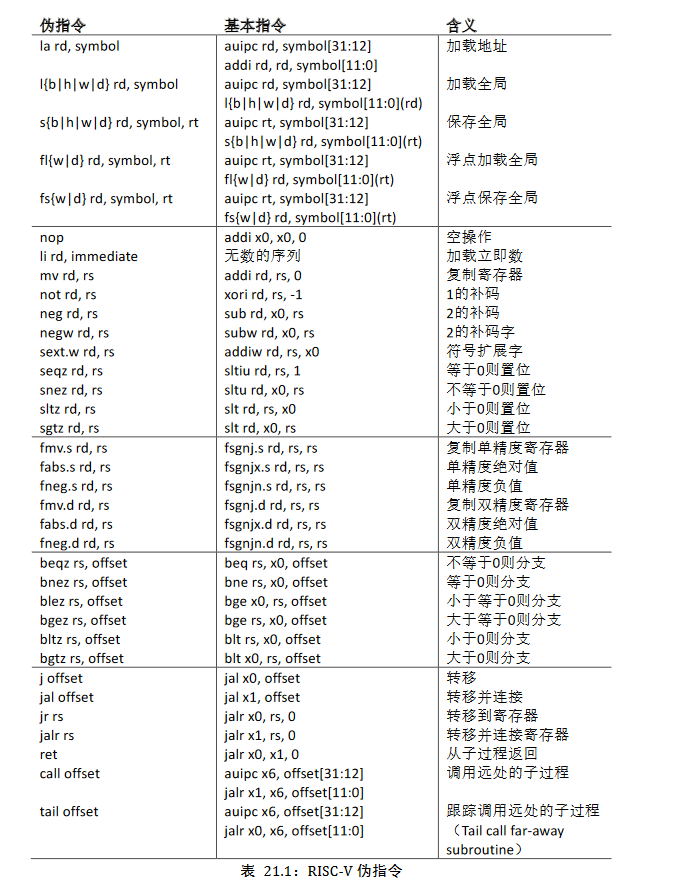 伪指令 基本指令 含义
la rd, symbol auipc rd, symbol[31:12] 加载地址
addi rd, rd, symbol[11:0]
l{b|h|w|d} rd, symbol auipc rd, symbol[31:12] 加载全局
l{b|h|w|d} rd, symbol[11:0](rd)
s{b|h|w|d} rd, symbol, rt auipc rt, symbol[31:12] 保存全局
s{b|h|w|d} rd, symbol[11:0](rt)
fl{w|d} rd, symbol, rt auipc rt, symbol[31:12] 浮点加载全局
fl{w|d} rd, symbol[11:0](rt)
fs{w|d} rd, symbol, rt auipc rt, symbol[31:12] 浮点保存全局
fs{w|d} rd, symbol[11:0](rt)
nop addi x0, x0, 0 空操作
li rd, immediate 无数的序列 加载立即数
mv rd, rs addi rd, rs, 0 复制寄存器
not rd, rs xori rd, rs, -1 1的补码
neg rd, rs sub rd, x0, rs 2的补码
negw rd, rs subw rd, x0, rs 2的补码字
sext.w rd, rs addiw rd, rs, x0 符号扩展字
seqz rd, rs sltiu rd, rs, 1 等于0则置位
snez rd, rs sltu rd, x0, rs 不等于0则置位
sltz rd, rs slt rd, rs, x0 小于0则置位
sgtz rd, rs slt rd, x0, rs 大于0则置位
fmv.s rd, rs fsgnj.s rd, rs, rs 复制单精度寄存器
fabs.s rd, rs fsgnjx.s rd, rs, rs 单精度绝对值
fneg.s rd, rs fsgnjn.s rd, rs, rs 单精度负值
fmv.d rd, rs fsgnj.d rd, rs, rs 复制双精度寄存器
fabs.d rd, rs fsgnjx.d rd, rs, rs 双精度绝对值
fneg.d rd, rs fsgnjn.d rd, rs, rs 双精度负值
beqz rs, offset beq rs, x0, offset 不等于0则分支
bnez rs, offset bne rs, x0, offset 等于0则分支
blez rs, offset bge x0, rs, offset 小于等于0则分支
bgez rs, offset bge rs, x0, offset 大于等于0则分支
bltz rs, offset blt rs, x0, offset 小于0则分支
bgtz rs, offset blt x0, rs, offset 大于0则分支
j offset jal x0, offset 转移
jal offset jal x1, offset 转移并连接
jr rs jalr x0, rs, 0 转移到寄存器
jalr rs jalr x1, rs, 0 转移并连接寄存器
ret jalr x0, x1, 0 从子过程返回
call offset auipc x6, offset[31:12] 调用远处的子过程
jalr x1, x6, offset[11:0]
tail offset auipc x6, offset[31:12] 跟踪调用远处的子过程
jalr x0, x6, offset[11:0] （Tail call far-away
subroutine）
表 21.1：RISC-V 伪指令